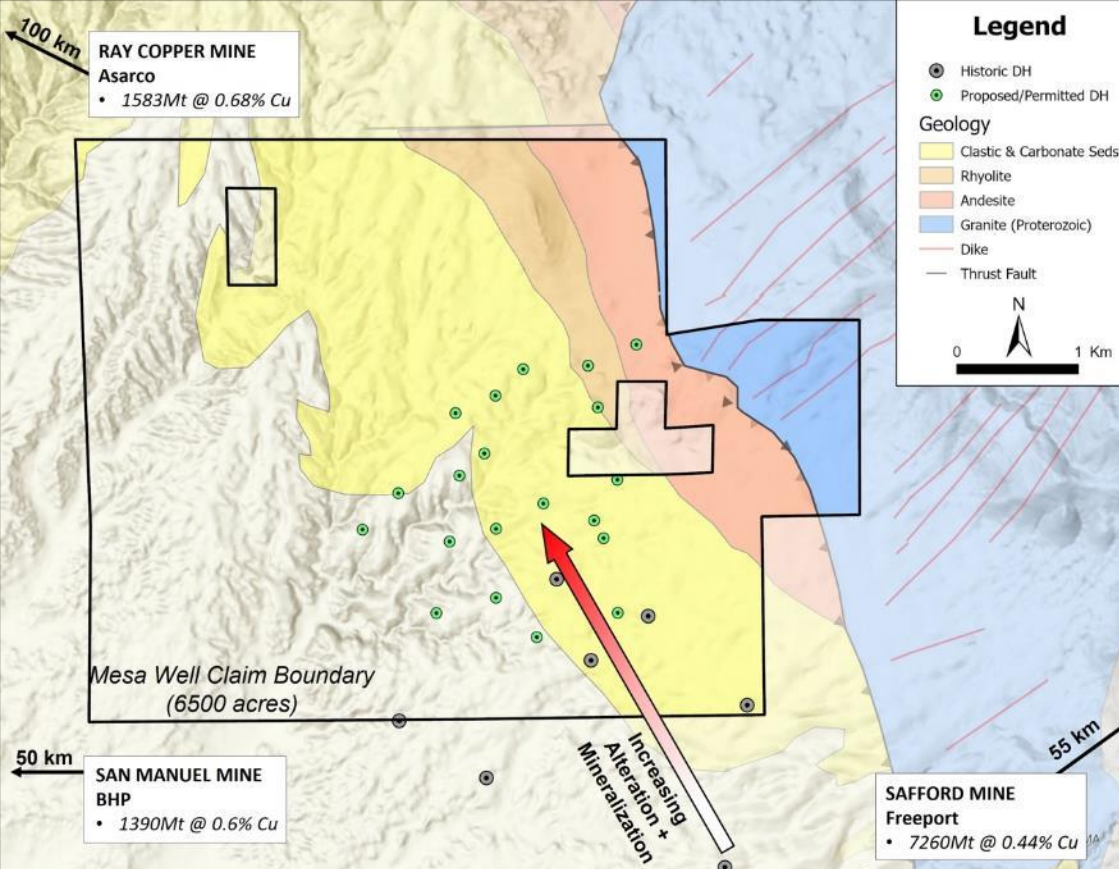 100 km
RAY COPPER MINE
Asarco
• 1583Mt @ 0.68% Cu
Legend
Historic DH
Proposed/Permitted DH
Geology
Clastic & Carbonate Seds
Rhyolite
Andesite
Granite (Proterozoic)
Dike
Thrust Fault
N
0 1 Km
Mesa Well Claim Boundary
(6500 acres)
50 km
SAN MANUEL MINE
BHP
• 1390Mt @ 0.6% Cu
Increasing
Alteration +
Mineralization
55 km
SAFFORD MINE
Freeport
• 7260Mt @ 0.44% Cu